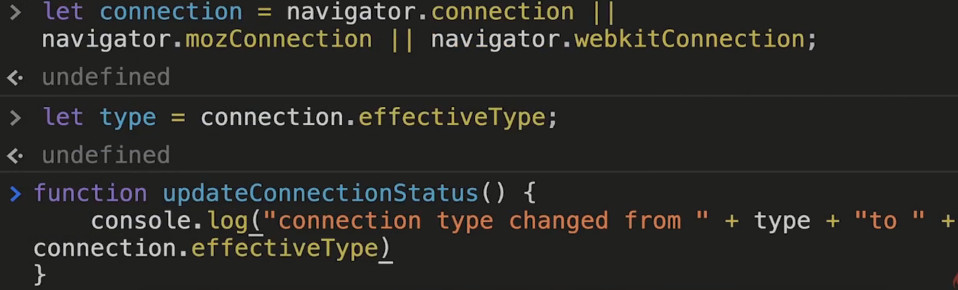 > let connection = navigator.connection ||
navigator.mozConnection || navigator.webkitConnection;
undefined
> let type = connection.effectiveType;
undefined
> function updateConnectionStatus() {
console.log("connection type changed from " + type + "to " +
connection.effectiveType)
}